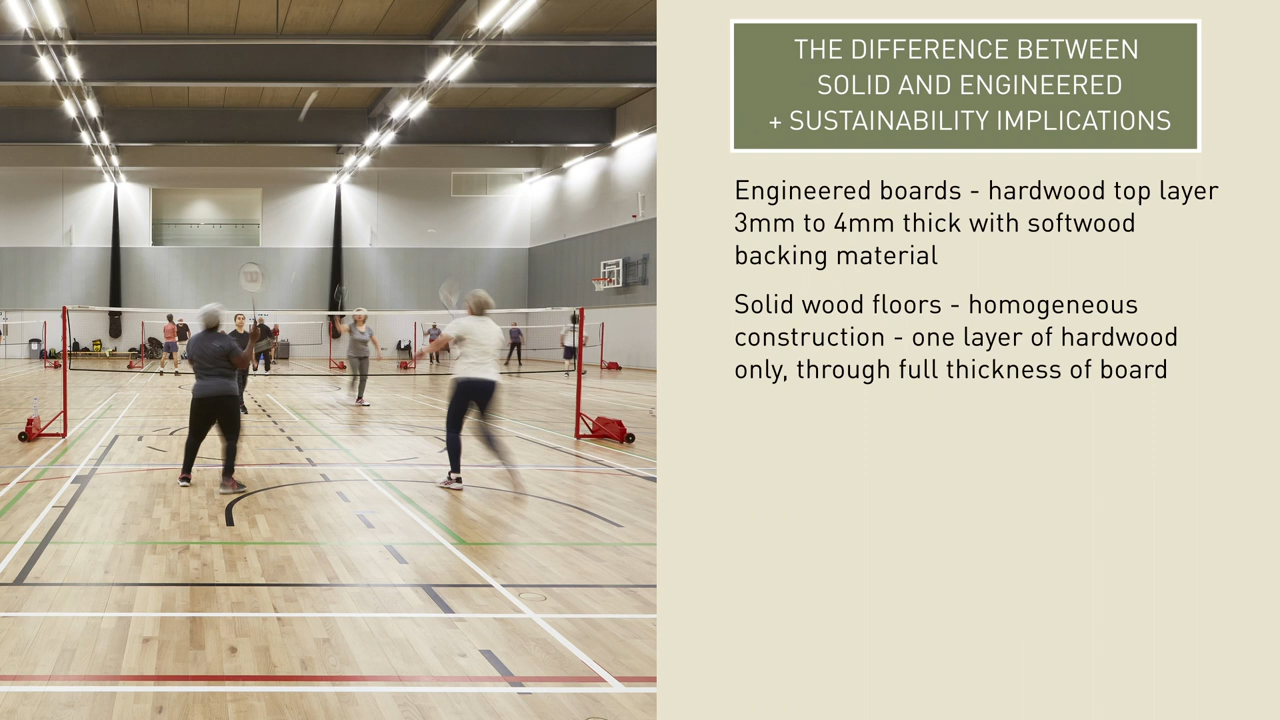 THE DIFFERENCE BETWEEN
SOLID AND ENGINEERED
+ SUSTAINABILITY IMPLICATIONS
Engineered boards - hardwood top layer
3mm to 4mm thick with softwood
backing material
Solid wood floors - homogeneous
construction - one layer of hardwood
only, through full thickness of board